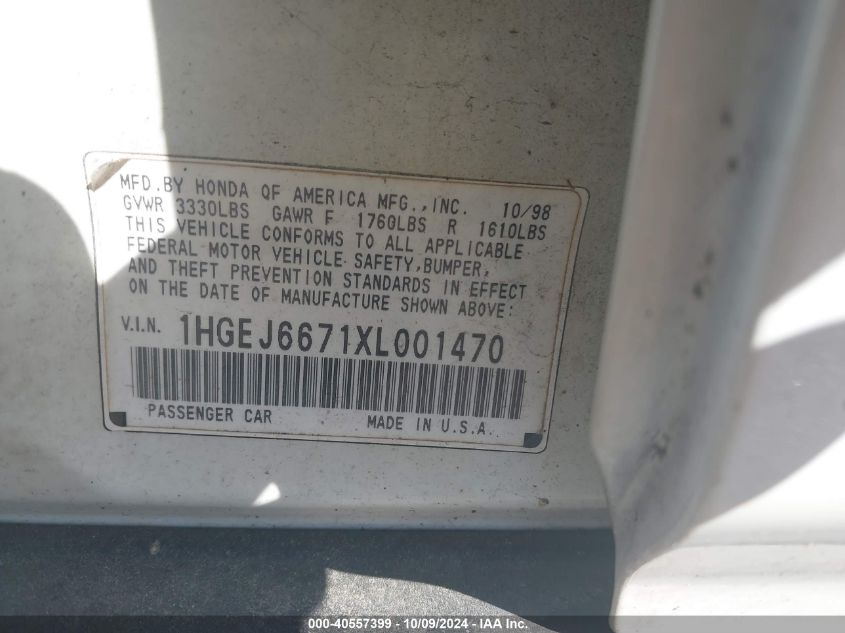 MFD.BY HONDA OF AMERICA MFG.,INC. 10/98
GVWR 3330LBS GAWR F 1760LBS R 1610LBS
THIS VEHICLE CONFORMS TO ALL APPLICABLE
FEDERAL MOTOR VEHICLE SAFETY,BUMPER,
AND THEFT PREVENTION STANDARDS IN EFFECT
ON THE DATE OF MANUFACTURE SHOWN ABOVE:
V.I.N. 1HGEJ6671XL001470
PASSENGER CAR MADE IN U.S.A.
000-40557399 - 10/09/2024 - IAA Inc.